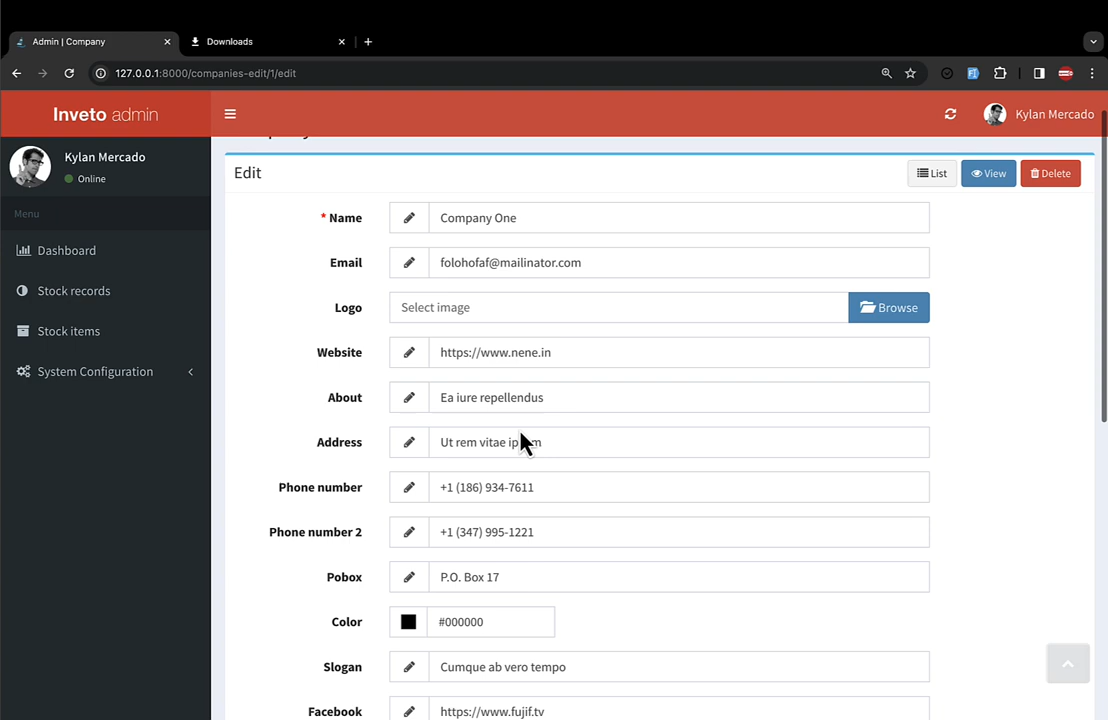 Admin | Company
Downloads
127.0.0.1:8000/companies-edit/1/edit
Inveto admin
Kylan Mercado
Kylan Mercado
Online
Menu
Dashboard
Stock records
Stock items
System Configuration
Edit
List
View
Delete
* Name
Company One
Email
folohofaf@mailinator.com
Logo
Select image
Browse
Website
https://www.nene.in
About
Ea iure repellendus
Address
Ut rem vitae
Phone number
+1 (186) 934-7611
Phone number 2
+1 (347) 995-1221
Pobox
P.O. Box 17
Color
#000000
Slogan
Cumque ab vero tempo
Facebook
https://www.fujif.tv